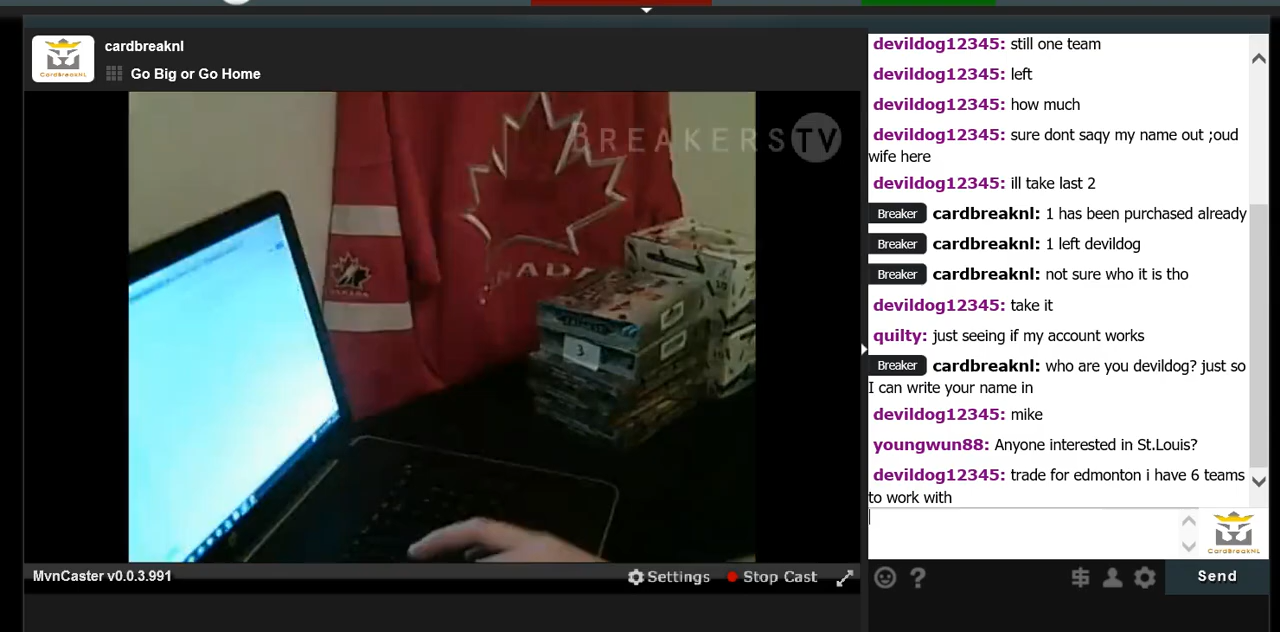 cardbreaknl
Go Big or Go Home
CardBreakNL
BREAKERSTV
CANADA
3
devildog12345: still one team
devildog12345: left
devildog12345: how much
devildog12345: sure dont saqy my name out ;oud
wife here
devildog12345: ill take last 2
Breaker cardbreaknl: 1 has been purchased already
Breaker cardbreaknl: 1 left devildog
Breaker cardbreaknl: not sure who it is tho
devildog12345: take it
quilty: just seeing if my account works
Breaker cardbreaknl: who are you devildog? just so
I can write your name in
devildog12345: mike
youngwun88: Anyone interested in St.Louis?
devildog12345: trade for edmonton i have 6 teams
to work with
CardBreakNL
MvnCaster v0.0.3.991
Settings
Stop Cast
?
Send